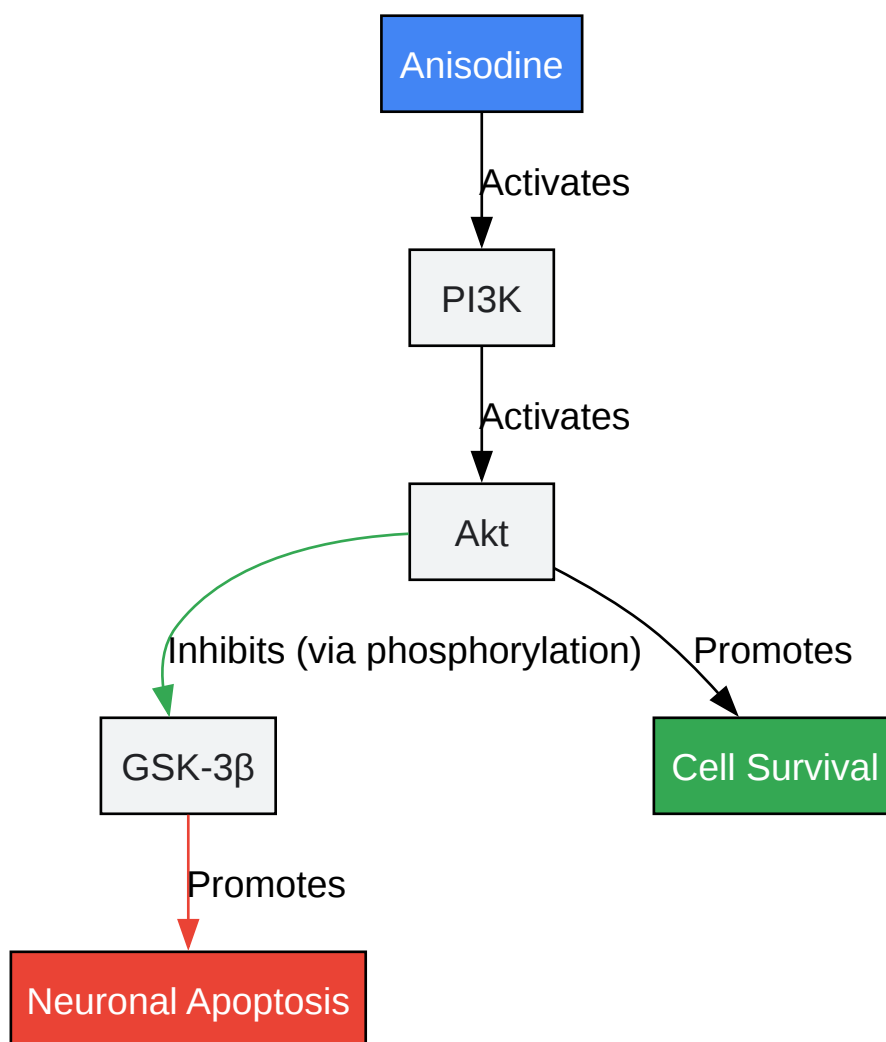 Anisodine
Activates
PI3K
Activates
Akt
Inhibits (via phosphorylation)
Promotes
GSK-3β
Cell Survival
Promotes
Neuronal Apoptosis